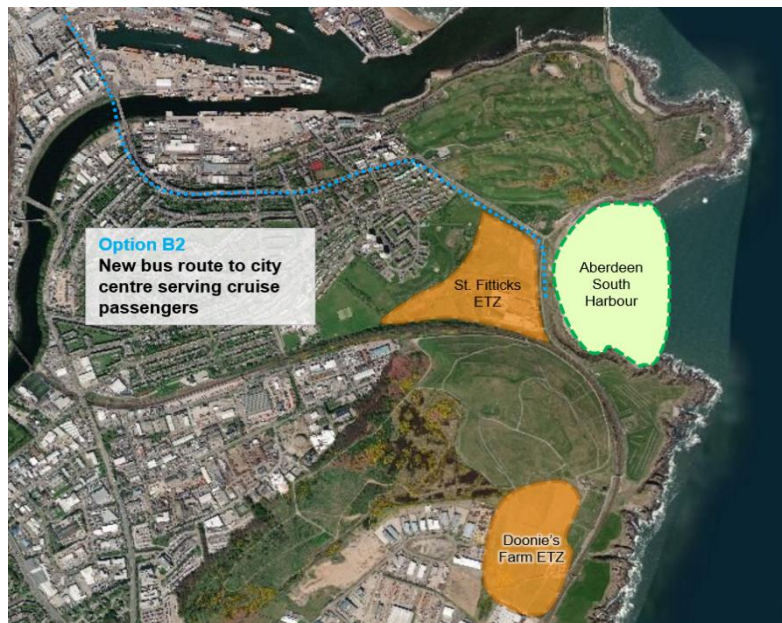 Option B2
New bus route to city
centre serving cruise
passengers
St. Fitticks
ETZ
Aberdeen
South
Harbour
Doonie's
Farm ETZ